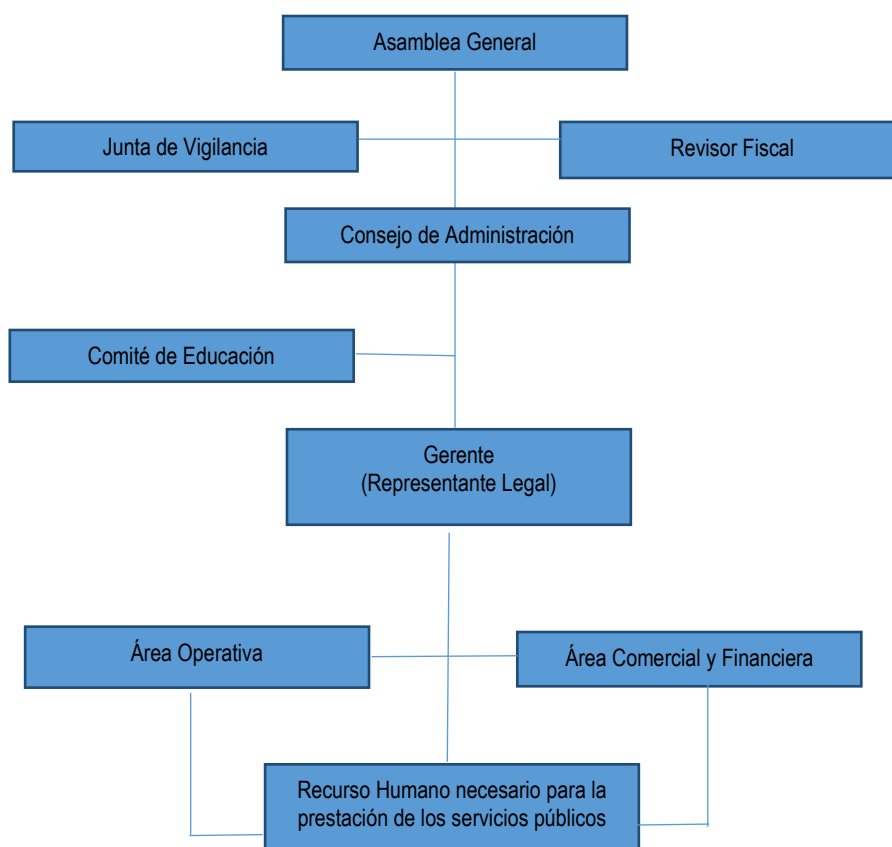 Asamblea General
Junta de Vigilancia
Revisor Fiscal
Consejo de Administración
Comité de Educación
Gerente
(Representante Legal)
Área Operativa
Área Comercial y Financiera
Recurso Humano necesario para la
prestación de los servicios públicos